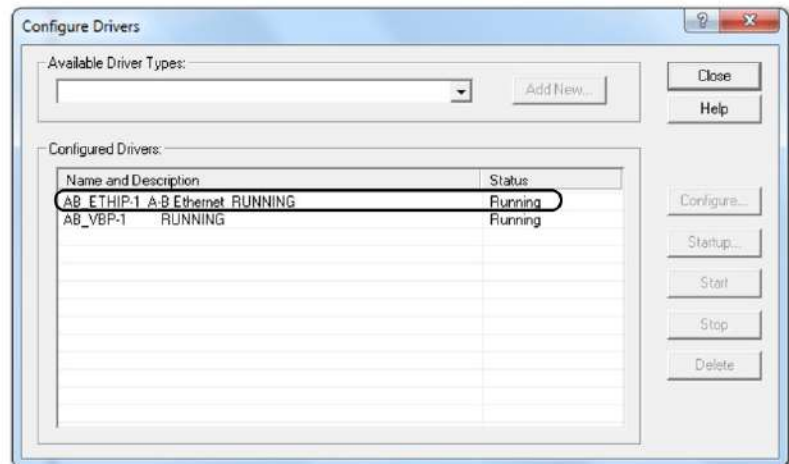 Configure Drivers
Available Driver Types:
Add New...
Close
Help
Configured Drivers:
Name and Description Status
AB_ETHIP-1 A-B Ethernet RUNNING Running
AB_VBP-1 RUNNING Running
Configure...
Startup...
Start
Stop
Delete